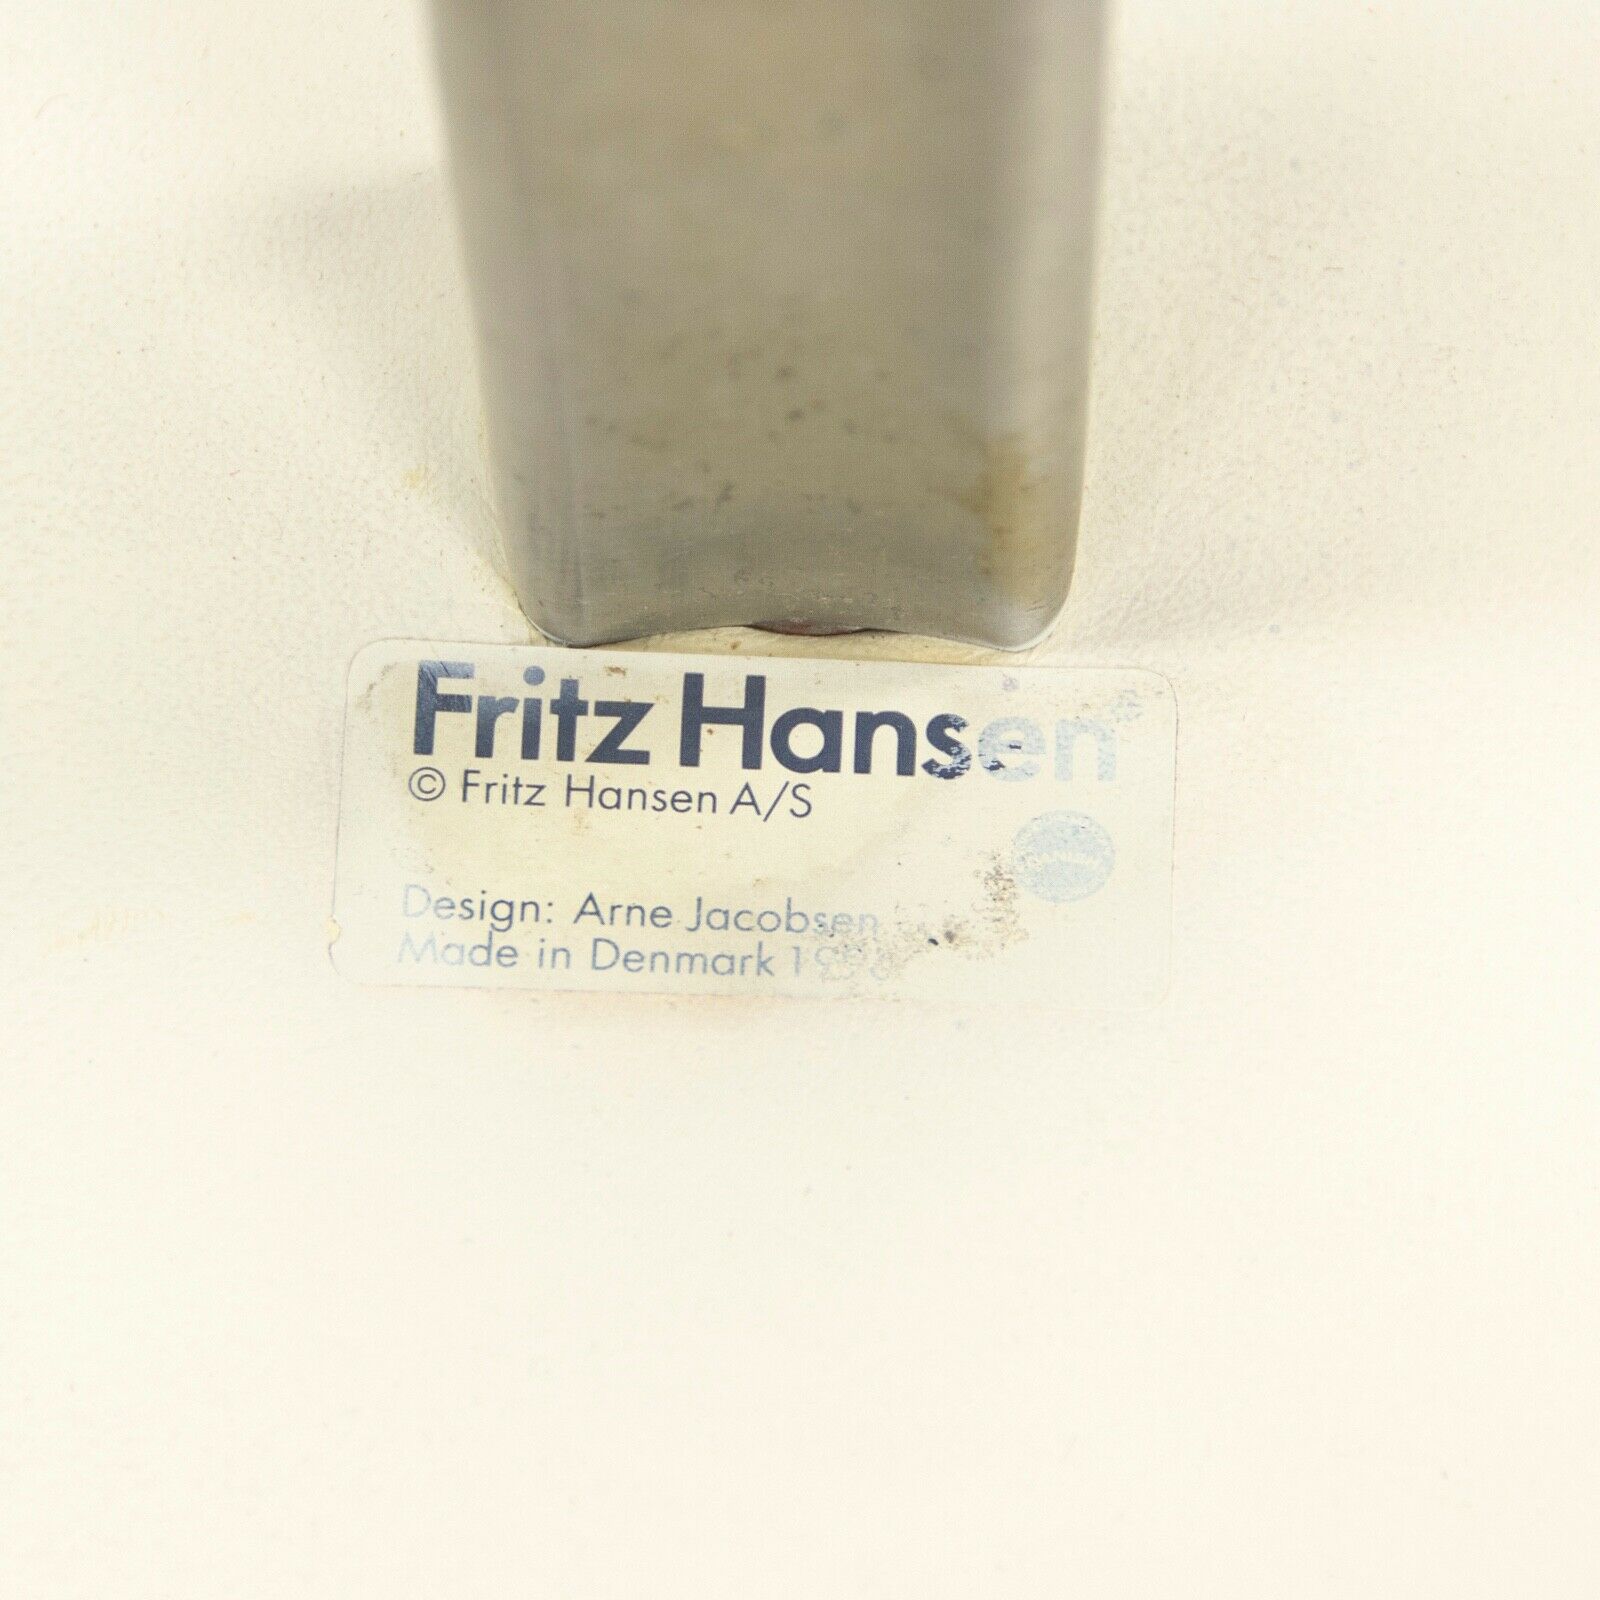 Fritz Hansen®
© Fritz Hansen A/S
Design: Arne Jacobsen
Made in Denmark